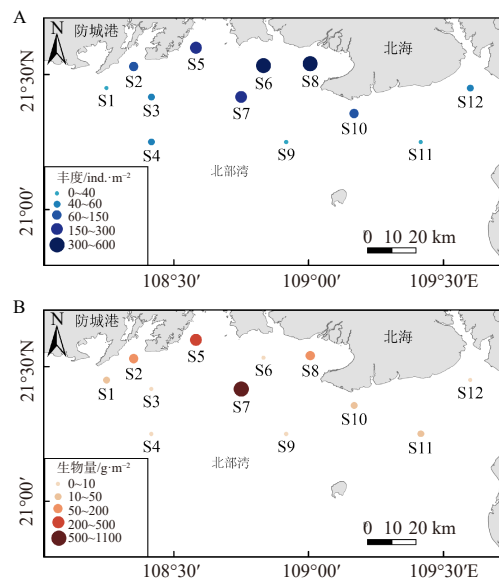 A
N
防城港
北海
S5
S2
S6
S8
S1
S3
S7
S12
S10
S4
S9
S11
北部湾
21°30′N
21°00′
丰度/ind.·m⁻²
0~40
40~60
60~150
150~300
300~600
0 10 20 km
108°30′
109°00′
109°30′E
B
N
防城港
北海
S5
S2
S6
S8
S1
S3
S7
S12
S10
S4
S9
S11
北部湾
21°30′N
21°00′
生物量/g·m⁻²
0~10
10~50
50~200
200~500
500~1100
0 10 20 km
108°30′
109°00′
109°30′E